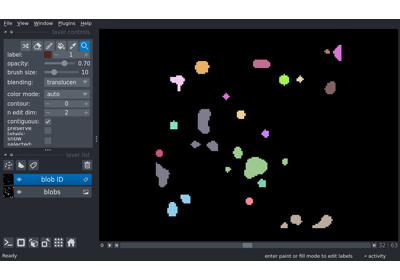 File View Window Plugins Help
layer controls
label: 1
opacity: 0.70
brush size: 10
blending: translucen
color mode: auto
contour: 0
n edit dim: 2
contiguous:
preserve labels:
show selected:
layer list
blob ID
blobs
0 32 63
Ready enter paint or fill mode to edit labels activity